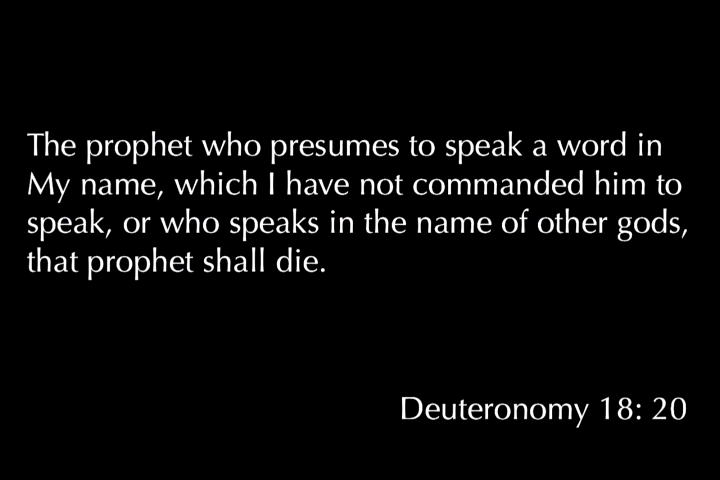 The prophet who presumes to speak a word in
My name, which I have not commanded him to
speak, or who speaks in the name of other gods,
that prophet shall die.
Deuteronomy 18: 20